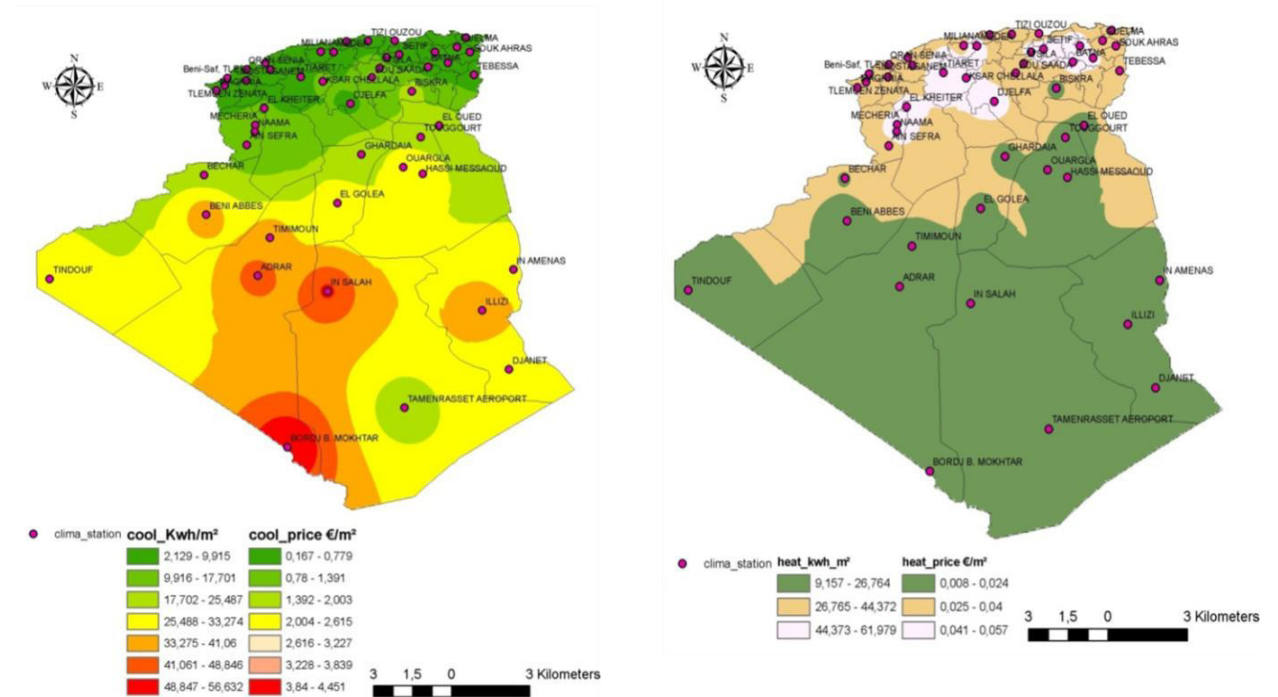 N
W
E
S
TIZI OUZOU
SETIF
SOUK AHRAS
TEBESSA
BATNA
BISKRA
TIARET
KSAR CHELLALA
DJELFA
Beni-Saf,
TLEMCEN ZENATA
EL KHEITER
MECHERIA
NAAMA
AIN SEFRA
EL OUED
TOUGGOURT
GHARDAIA
OUARGLA
HASSI-MESSAOUD
BECHAR
EL GOLEA
BENI ABBES
TIMIMOUN
TINDOUF
ADRAR
IN SALAH
IN AMENAS
ILLIZI
DJANET
TAMENRASSET AEROPORT
BORDJ B. MOKHTAR
clima_station cool_Kwh/m² cool_price €/m²
2,129 - 9,915 0,167 - 0,779
9,916 - 17,701 0,78 - 1,391
17,702 - 25,487 1,392 - 2,003
25,488 - 33,274 2,004 - 2,615
33,275 - 41,06 2,616 - 3,227
41,061 - 48,846 3,228 - 3,839
48,847 - 56,632 3,84 - 4,451
3 1,5 0 3 Kilometers
N
W
E
S
TIZI OUZOU
SETIF
SOUK AHRAS
TEBESSA
BATNA
BISKRA
TIARET
KSAR CHELLALA
DJELFA
Beni-Saf,
TLEMCEN ZENATA
EL KHEITER
MECHERIA
NAAMA
AIN SEFRA
EL OUED
TOUGGOURT
GHARDAIA
OUARGLA
HASSI-MESSAOUD
BECHAR
EL GOLEA
BENI ABBES
TIMIMOUN
TINDOUF
ADRAR
IN SALAH
IN AMENAS
ILLIZI
DJANET
TAMENRASSET AEROPORT
BORDJ B. MOKHTAR
clima_station heat_kwh_m² heat_price €/m²
9,157 - 26,764 0,008 - 0,024
26,765 - 44,372 0,025 - 0,04
44,373 - 61,979 0,041 - 0,057
3 1,5 0 3 Kilometers